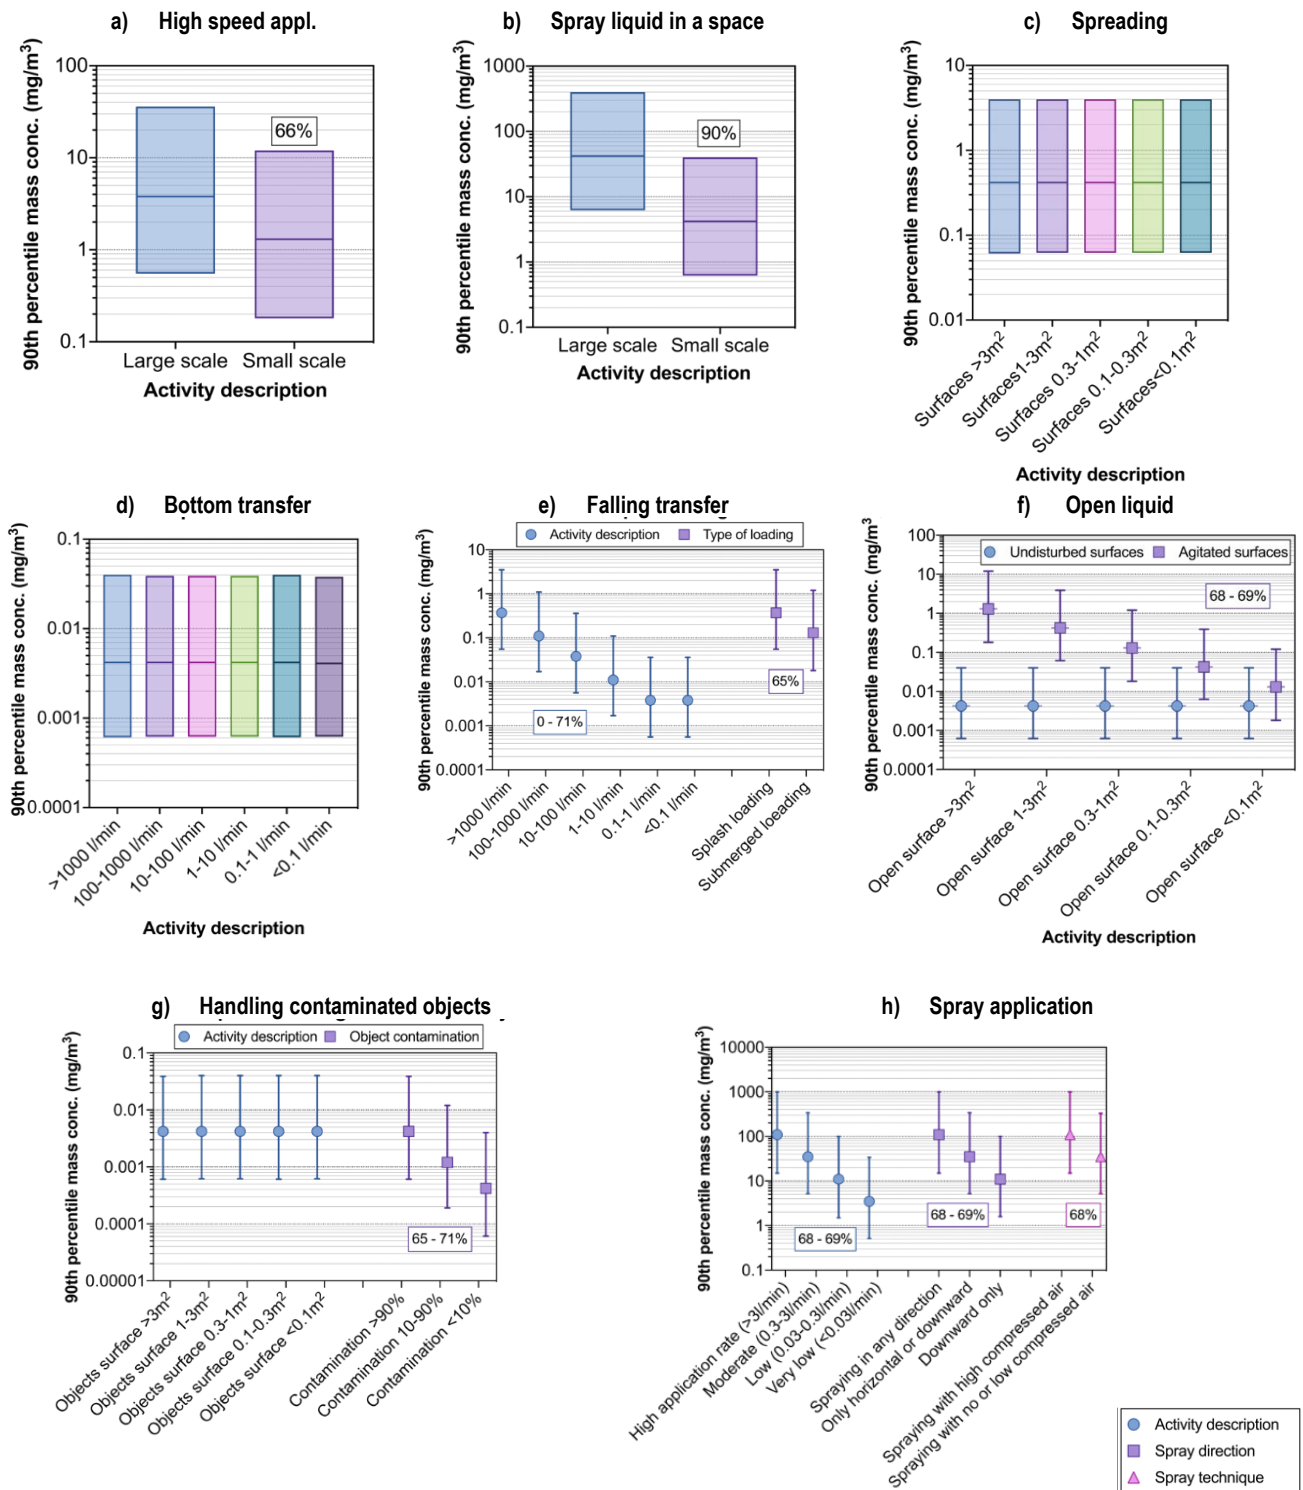 a) High speed appl.
90th percentile mass conc. (mg/m³)
100
10
1
0.1
66%
Large scale Small scale
Activity description
b) Spray liquid in a space
90th percentile mass conc. (mg/m³)
1000
100
10
1
0.1
90%
Large scale Small scale
Activity description
c) Spreading
90th percentile mass conc. (mg/m³)
10
1
0.1
0.01
Surfaces >3m²
Surfaces1-3m²
Surfaces 0.3-1m²
Surfaces 0.1-0.3m²
Surfaces<0.1m²
Activity description
d) Bottom transfer
90th percentile mass conc. (mg/m³)
0.1
0.01
0.001
0.0001
>1000 l/min
100-1000 l/min
10-100 l/min
1-10 l/min
0.1-1 l/min
<0.1 l/min
Activity description
e) Falling transfer
Activity description Type of loading
90th percentile mass conc. (mg/m³)
10
1
0.1
0.01
0.001
0.0001
0 - 71%
65%
>1000 l/min
100-1000 l/min
10-100 l/min
1-10 l/min
0.1-1 l/min
<0.1 l/min
Splash loading
Submerged loeading
f) Open liquid
Undisturbed surfaces Agitated surfaces
90th percentile mass conc. (mg/m³)
100
10
1
0.1
0.01
0.001
0.0001
68 - 69%
Open surface >3m²
Open surface 1-3m²
Open surface 0.3-1m²
Open surface 0.1-0.3m²
Open surface <0.1m²
Activity description
g) Handling contaminated objects
Activity description Object contamination
90th percentile mass conc. (mg/m³)
0.1
0.01
0.001
0.0001
0.00001
65 - 71%
Objects surface >3m²
Objects surface 1-3m²
Objects surface 0.3-1m²
Objects surface 0.1-0.3m²
Objects surface <0.1m²
Contamination >90%
Contamination 10-90%
Contamination <10%
h) Spray application
90th percentile mass conc. (mg/m³)
10000
1000
100
10
1
0.1
68 - 69%
68 - 69%
68%
High application rate (>3l/min)
Moderate (0.3-3l/min)
Low (0.03-0.3l/min)
Very low (<0.03l/min)
Spraying in any direction
Only horizontal or downward
Downward only
Spraying with high compressed air
Spraying with no or low compressed air
Activity description
Spray direction
Spray technique